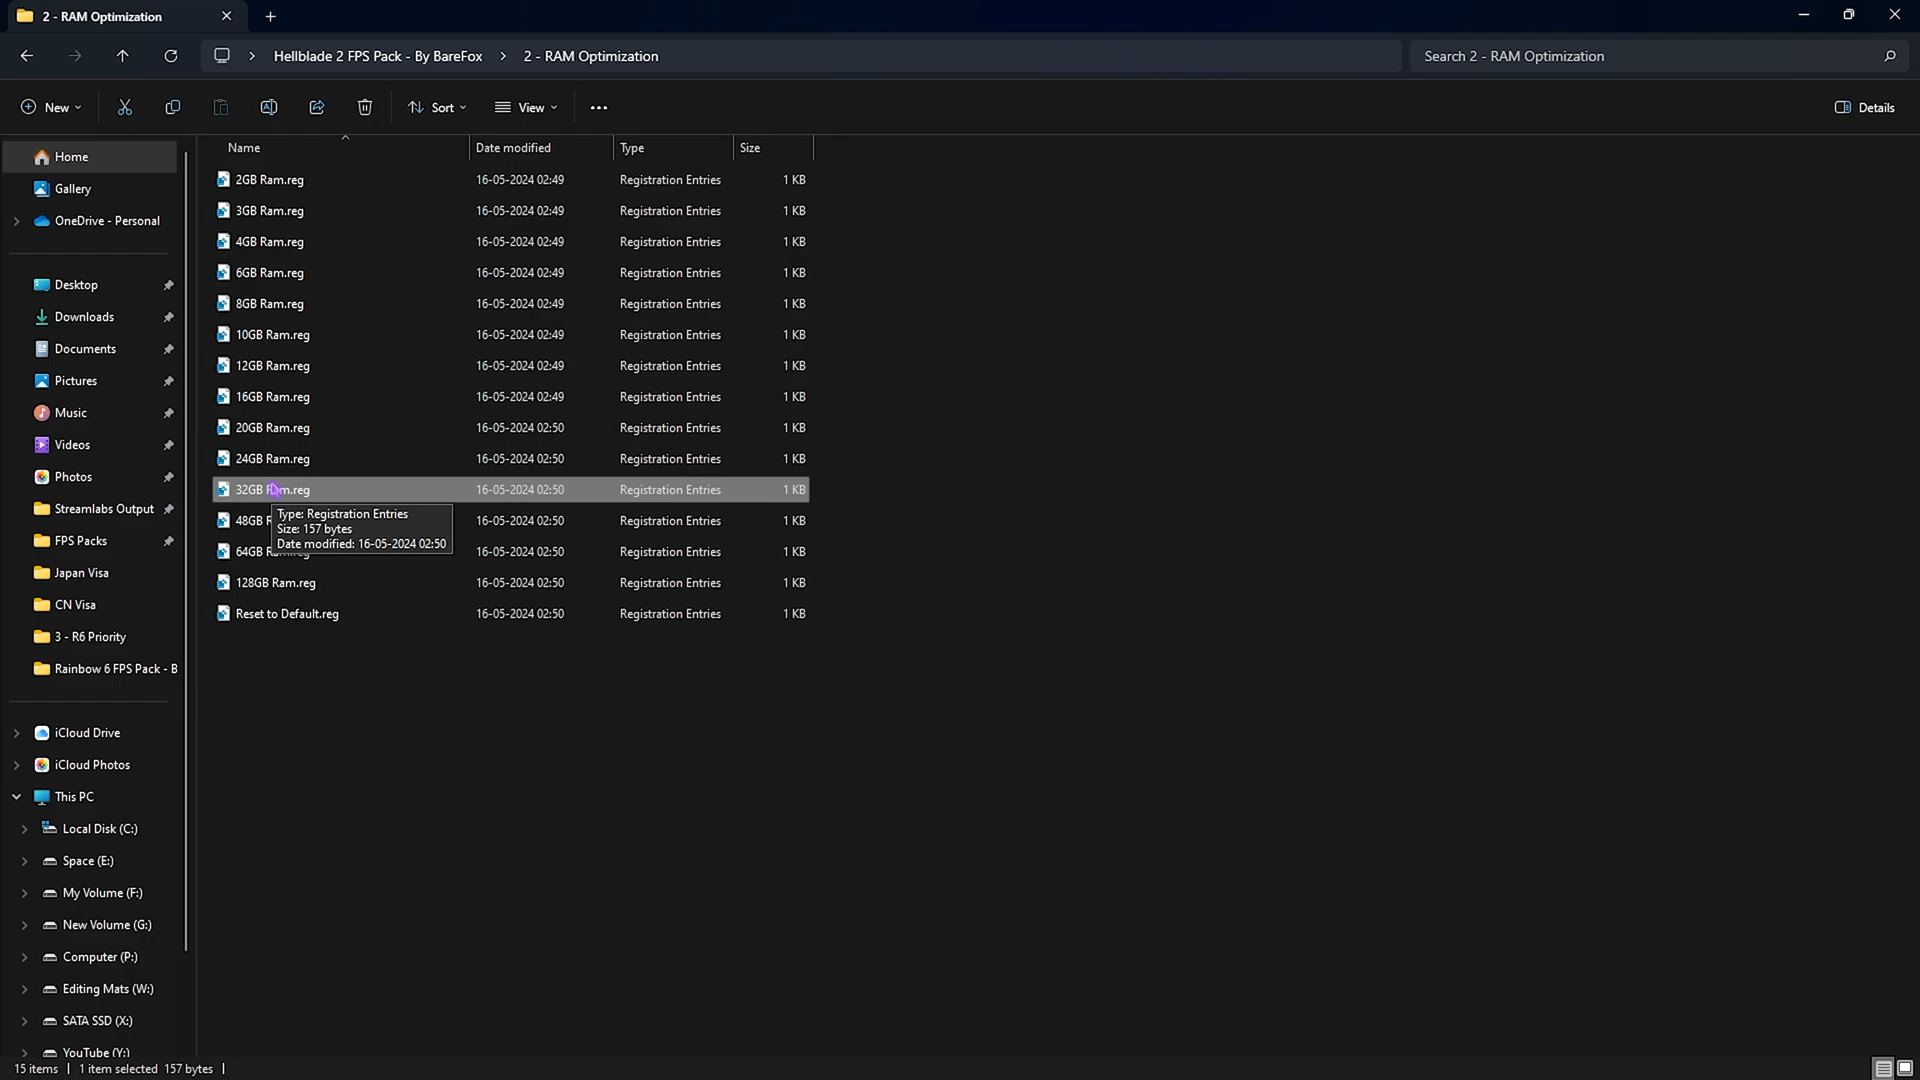 2 - RAM Optimization
Hellblade 2 FPS Pack - By BareFox > 2 - RAM Optimization
Search 2 - RAM Optimization
New
Sort
View
Details
Name Date modified Type Size
2GB Ram.reg 16-05-2024 02:49 Registration Entries 1 KB
3GB Ram.reg 16-05-2024 02:49 Registration Entries 1 KB
4GB Ram.reg 16-05-2024 02:49 Registration Entries 1 KB
6GB Ram.reg 16-05-2024 02:49 Registration Entries 1 KB
8GB Ram.reg 16-05-2024 02:49 Registration Entries 1 KB
10GB Ram.reg 16-05-2024 02:49 Registration Entries 1 KB
12GB Ram.reg 16-05-2024 02:49 Registration Entries 1 KB
16GB Ram.reg 16-05-2024 02:49 Registration Entries 1 KB
20GB Ram.reg 16-05-2024 02:50 Registration Entries 1 KB
24GB Ram.reg 16-05-2024 02:50 Registration Entries 1 KB
32GB Ram.reg 16-05-2024 02:50 Registration Entries 1 KB
48GB 16-05-2024 02:50 Registration Entries 1 KB
64GB 16-05-2024 02:50 Registration Entries 1 KB
128GB Ram.reg 16-05-2024 02:50 Registration Entries 1 KB
Reset to Default.reg 16-05-2024 02:50 Registration Entries 1 KB
Type: Registration Entries
Size: 157 bytes
Date modified: 16-05-2024 02:50
Home
Gallery
OneDrive - Personal
Desktop
Downloads
Documents
Pictures
Music
Videos
Photos
Streamlabs Output
FPS Packs
Japan Visa
CN Visa
3 - R6 Priority
Rainbow 6 FPS Pack - B
iCloud Drive
iCloud Photos
This PC
Local Disk (C:)
Space (E:)
My Volume (F:)
New Volume (G:)
Computer (P:)
Editing Mats (W:)
SATA SSD (X:)
YouTube (Y:)
15 items | 1 item selected 157 bytes |